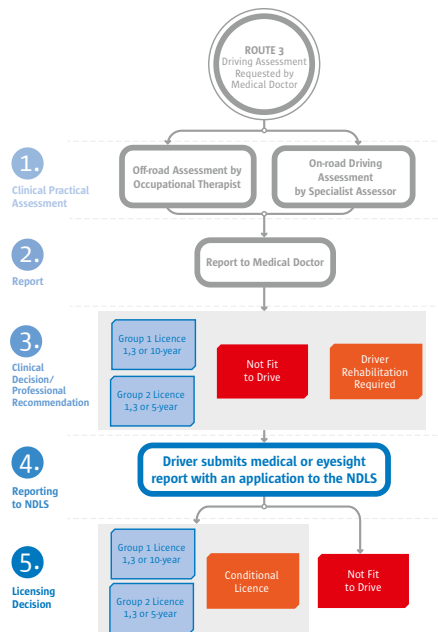 ROUTE 3
Driving Assessment
Requested by
Medical Doctor
1.
Clinical Practical
Assessment
Off-road Assessment by
Occupational Therapist
On-road Driving
Assessment
by Specialist Assessor
2.
Report
Report to Medical Doctor
3.
Clinical
Decision/
Professional
Recommendation
Group 1 Licence
1,3 or 10-year
Group 2 Licence
1,3 or 5-year
Not Fit
to Drive
Driver
Rehabilitation
Required
4.
Reporting
to NDLS
Driver submits medical or eyesight
report with an application to the NDLS
5.
Licensing
Decision
Group 1 Licence
1,3 or 10-year
Group 2 Licence
1,3 or 5-year
Conditional
Licence
Not Fit
to Drive